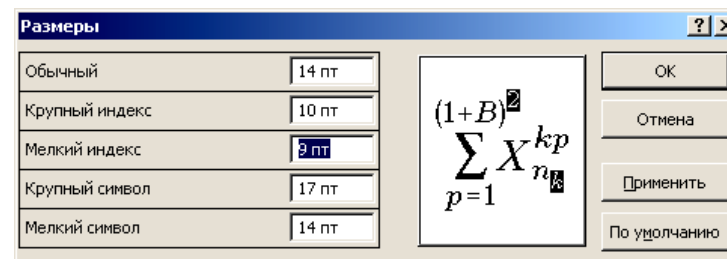 Размеры
Обычный 14 пт
Крупный индекс 10 пт
Мелкий индекс 9 пт
Крупный символ 17 пт
Мелкий символ 14 пт
(1+B)²
∑ X kp n k
p=1
ОК
Отмена
Применить
По умолчанию